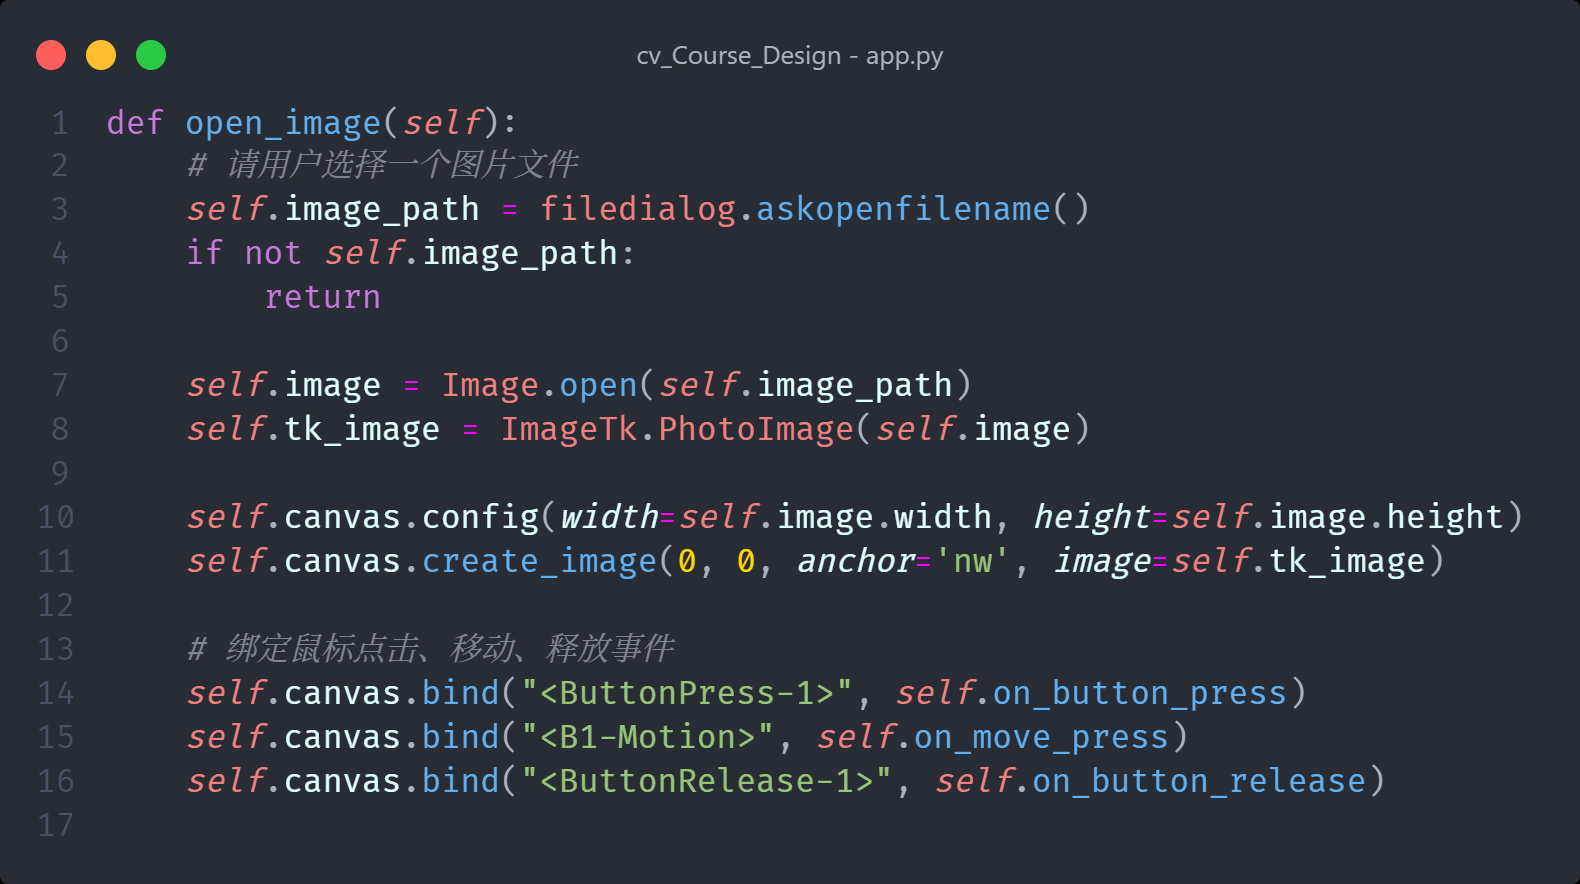 cv_Course_Design - app.py
1 def open_image(self):
2     # 请用户选择一个图片文件
3     self.image_path = filedialog.askopenfilename()
4     if not self.image_path:
5         return
6
7     self.image = Image.open(self.image_path)
8     self.tk_image = ImageTk.PhotoImage(self.image)
9
10     self.canvas.config(width=self.image.width, height=self.image.height)
11     self.canvas.create_image(0, 0, anchor='nw', image=self.tk_image)
12
13     # 绑定鼠标点击、移动、释放事件
14     self.canvas.bind("<ButtonPress-1>", self.on_button_press)
15     self.canvas.bind("<B1-Motion>", self.on_move_press)
16     self.canvas.bind("<ButtonRelease-1>", self.on_button_release)
17